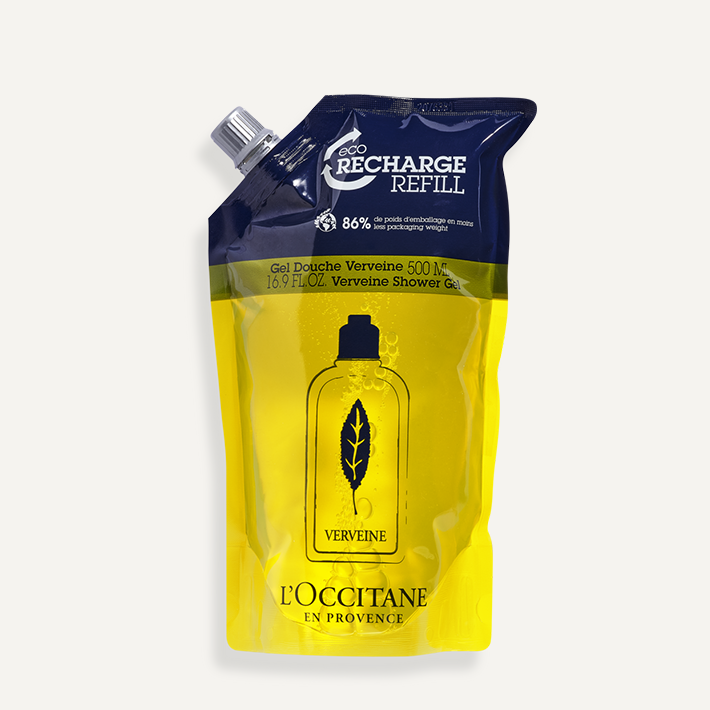 eco
RECHARGE
REFILL
86% de poids d'emballage en moins
less packaging weight
Gel Douche Verveine 500 ML
16.9 FL.OZ. Verveine Shower Gel
VERVEINE
L'OCCITANE
EN PROVENCE